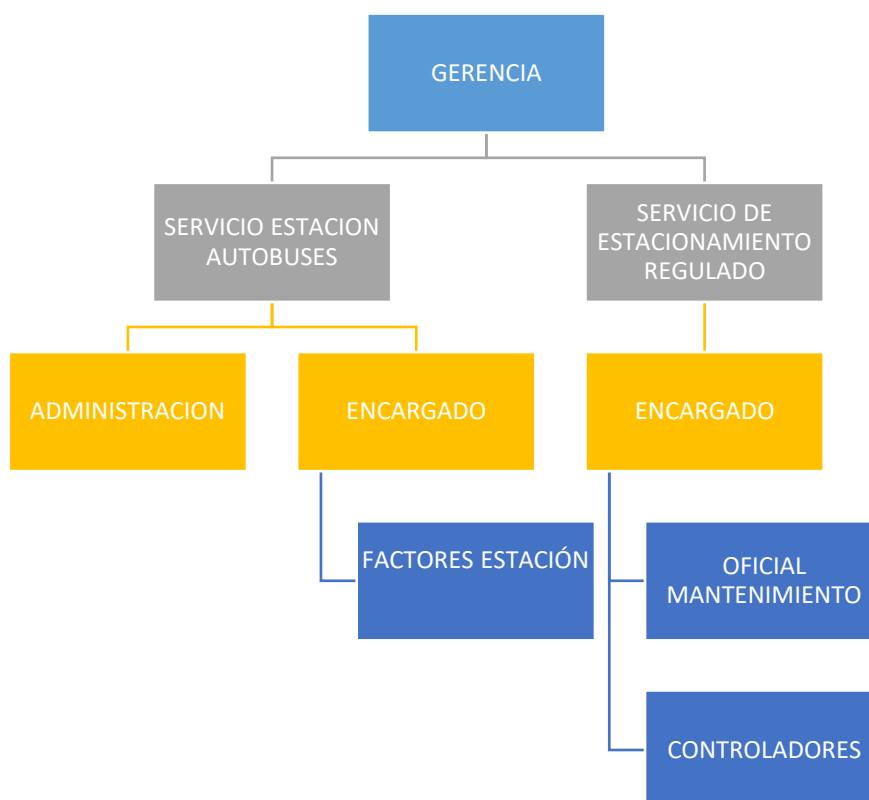 GERENCIA
SERVICIO ESTACION
AUTOBUSES
SERVICIO DE
ESTACIONAMIENTO
REGULADO
ADMINISTRACION
ENCARGADO
ENCARGADO
FACTORES ESTACIÓN
OFICIAL
MANTENIMIENTO
CONTROLADORES